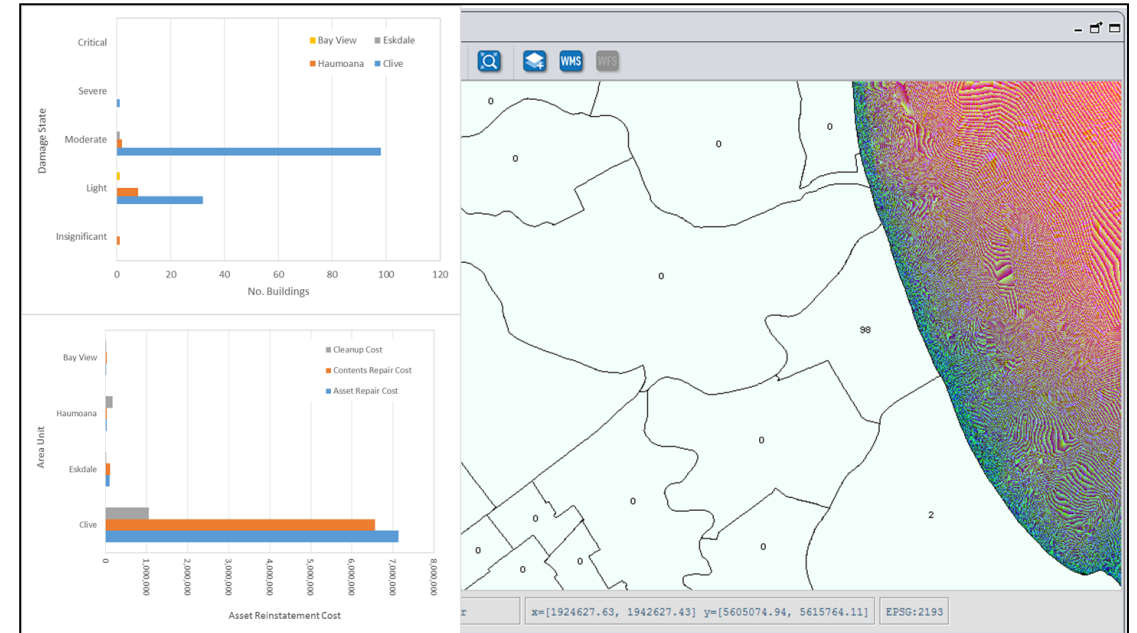 Critical
Severe
Moderate
Light
Insignificant
Damage State
Bay View Eskdale
Haumoana Clive
0 20 40 60 80 100 120
No. Buildings
Bay View
Haumoana
Eskdale
Clive
Area Unit
Cleanup Cost
Contents Repair Cost
Asset Repair Cost
0 1,000,000 2,000,000 3,000,000 4,000,000 5,000,000 6,000,000 7,000,000 8,000,000
Asset Reinstatement Cost
WMS WFS
0
0
0
0
0
98
0
2
0
0
0
0
0
0
r
x=[1924627.63, 1942627.43] y=[5605074.94, 5615764.11] EPSG:2193